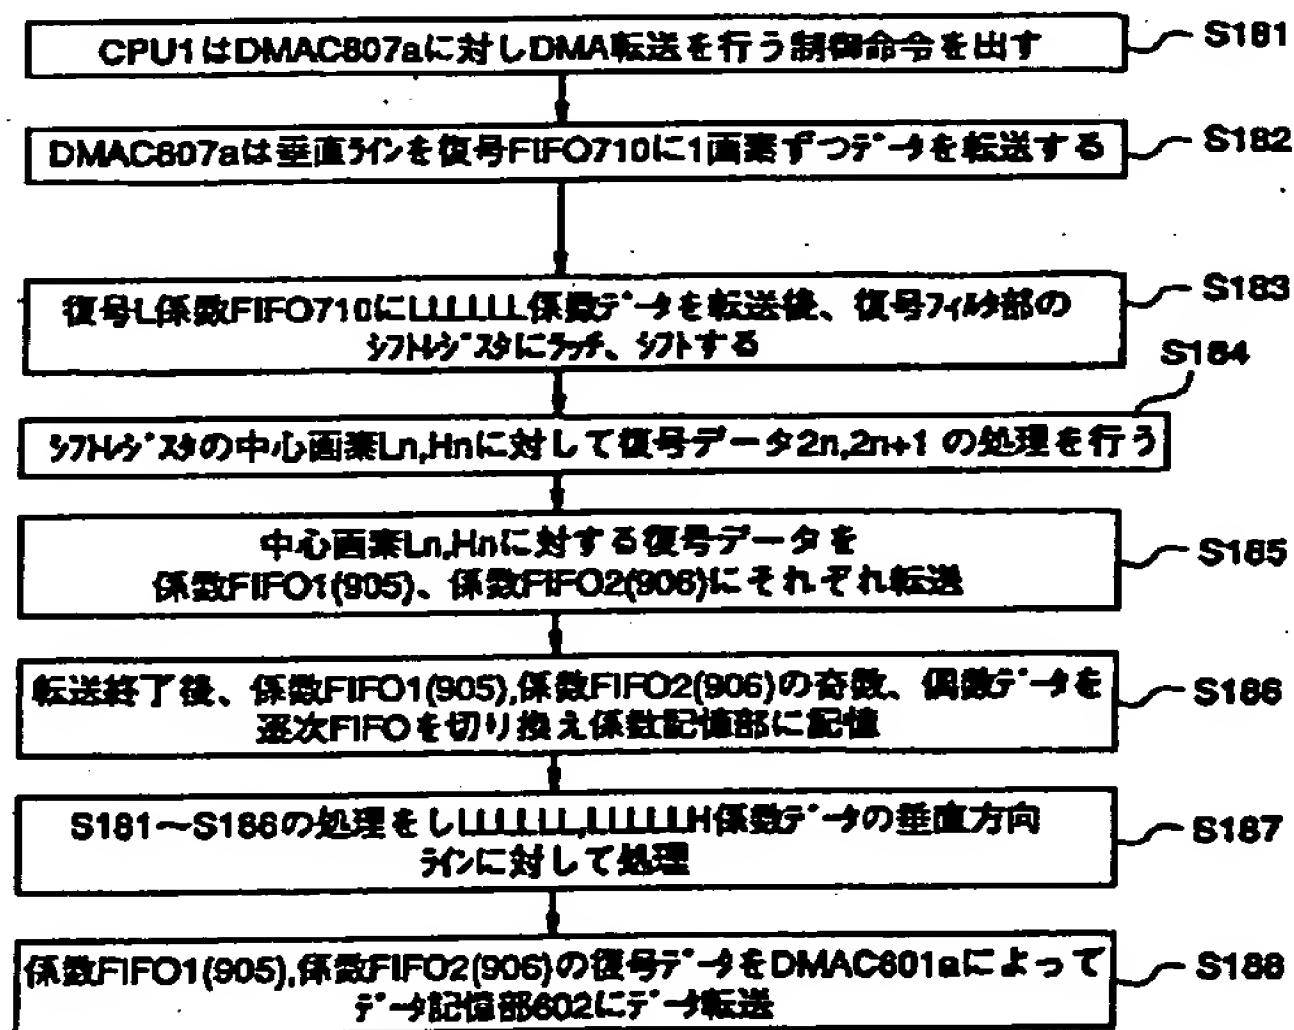 CPU1はDMAC807aに対しDMA転送を行う制御命令を出す
S181
DMAC807aは垂直ﾗｲﾝを復号FIFO710に1画素ずつﾃﾞｰﾀを転送する
S182
復号L係数FIFO710にLLLLLL係数ﾃﾞｰﾀを転送後、復号ﾌｨﾙﾀ部の
ｼﾌﾄﾚｼﾞｽﾀにﾗｯﾁ、ｼﾌﾄする
S183
S184
ｼﾌﾄﾚｼﾞｽﾀの中心画素Ln,Hnに対して復号データ2n,2n+1 の処理を行う
中心画素Ln,Hnに対する復号データを
係数FIFO1(905)、係数FIFO2(906)にそれぞれ転送
S185
転送終了後、係数FIFO1(905),係数FIFO2(906)の奇数、偶数ﾃﾞｰﾀを
逐次FIFOを切り換え係数記憶部に記憶
S186
S181～S186の処理を LLLLLL,LLLLLH係数ﾃﾞｰﾀの垂直方向
ﾗｲﾝに対して処理
S187
係数FIFO1(905),係数FIFO2(906)の復号ﾃﾞｰﾀをDMAC601aによって
ﾃﾞｰﾀ記憶部602にﾃﾞｰﾀ転送
S188